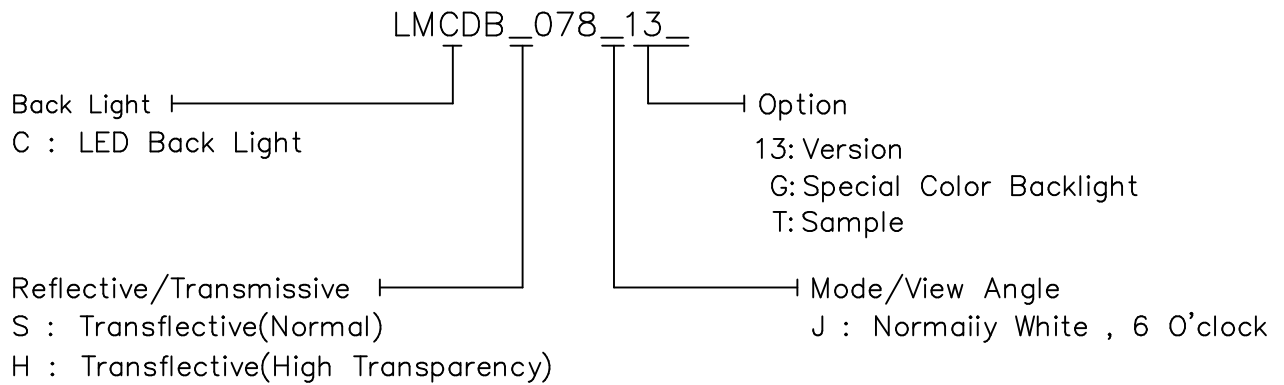 LMCDB_078_13_
Back Light
C : LED Back Light
Option
13: Version
G: Special Color Backlight
T: Sample
Reflective/Transmissive
S : Transflective(Normal)
H : Transflective(High Transparency)
Mode/View Angle
J : Normaiiy White , 6 O'clock